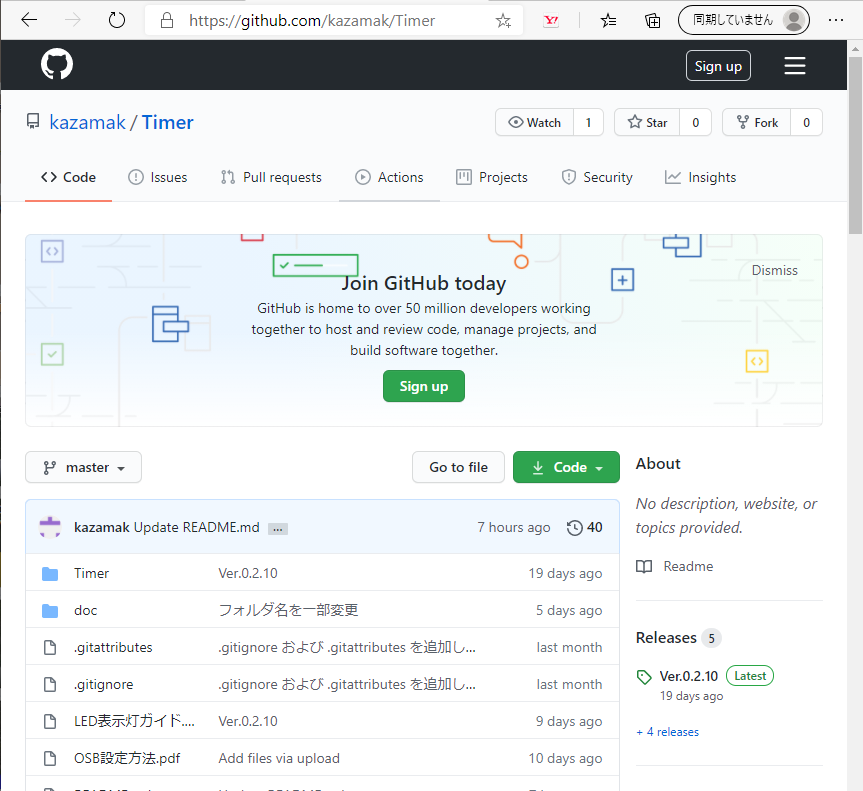 https://github.com/kazamak/Timer
同期していません
Sign up
kazamak / Timer
Watch 1
Star 0
Fork 0
Code
Issues
Pull requests
Actions
Projects
Security
Insights
Join GitHub today
Dismiss
GitHub is home to over 50 million developers working
together to host and review code, manage projects, and
build software together.
Sign up
master
Go to file
Code
kazamak Update README.md ... 7 hours ago 40
Timer Ver.0.2.10 19 days ago
doc フォルダ名を一部変更 5 days ago
.gitattributes .gitignore および .gitattributes を追加し... last month
.gitignore .gitignore および .gitattributes を追加し... last month
LED表示灯ガイド.... Ver.0.2.10 9 days ago
OSB設定方法.pdf Add files via upload 10 days ago
About
No description, website, or
topics provided.
Readme
Releases 5
Ver.0.2.10 Latest
19 days ago
+ 4 releases